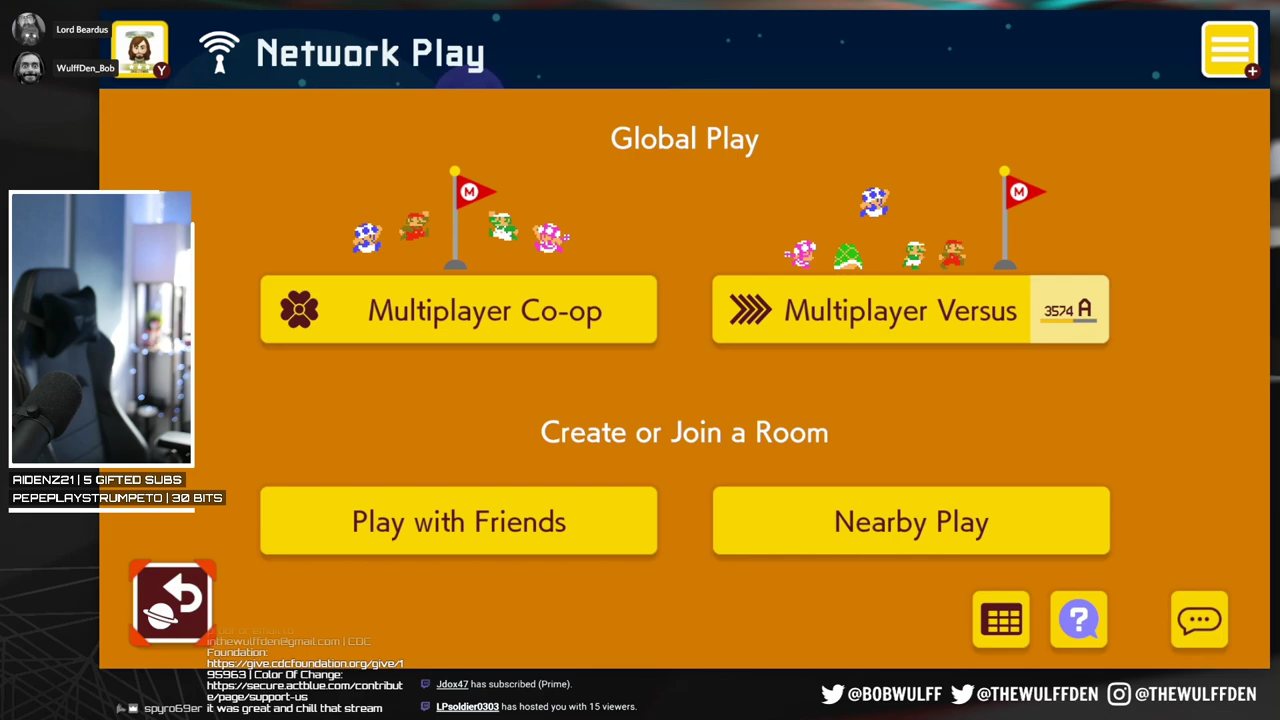 Lord Beardus
WulffDen_Bob
Y
Network Play
+
Global Play
M
M
Multiplayer Co-op
Multiplayer Versus
3574 A
Create or Join a Room
AIDENZ21 | 5 GIFTED SUBS
PEPEPLAYSTRUMPETO | 30 BITS
Play with Friends
Nearby Play
?
inthewulffden@gmail.com | CDC
Foundation:
https://give.cdcfoundation.org/give/1
95963 | Color Of Change:
https://secure.actblue.com/contribut
e/page/support-us
spyro69er it was great and chill that stream
Jdox47 has subscribed (Prime).
LPsoldier0303 has hosted you with 15 viewers.
@BOBWULFF @THEWULFFDEN @THEWULFFDEN